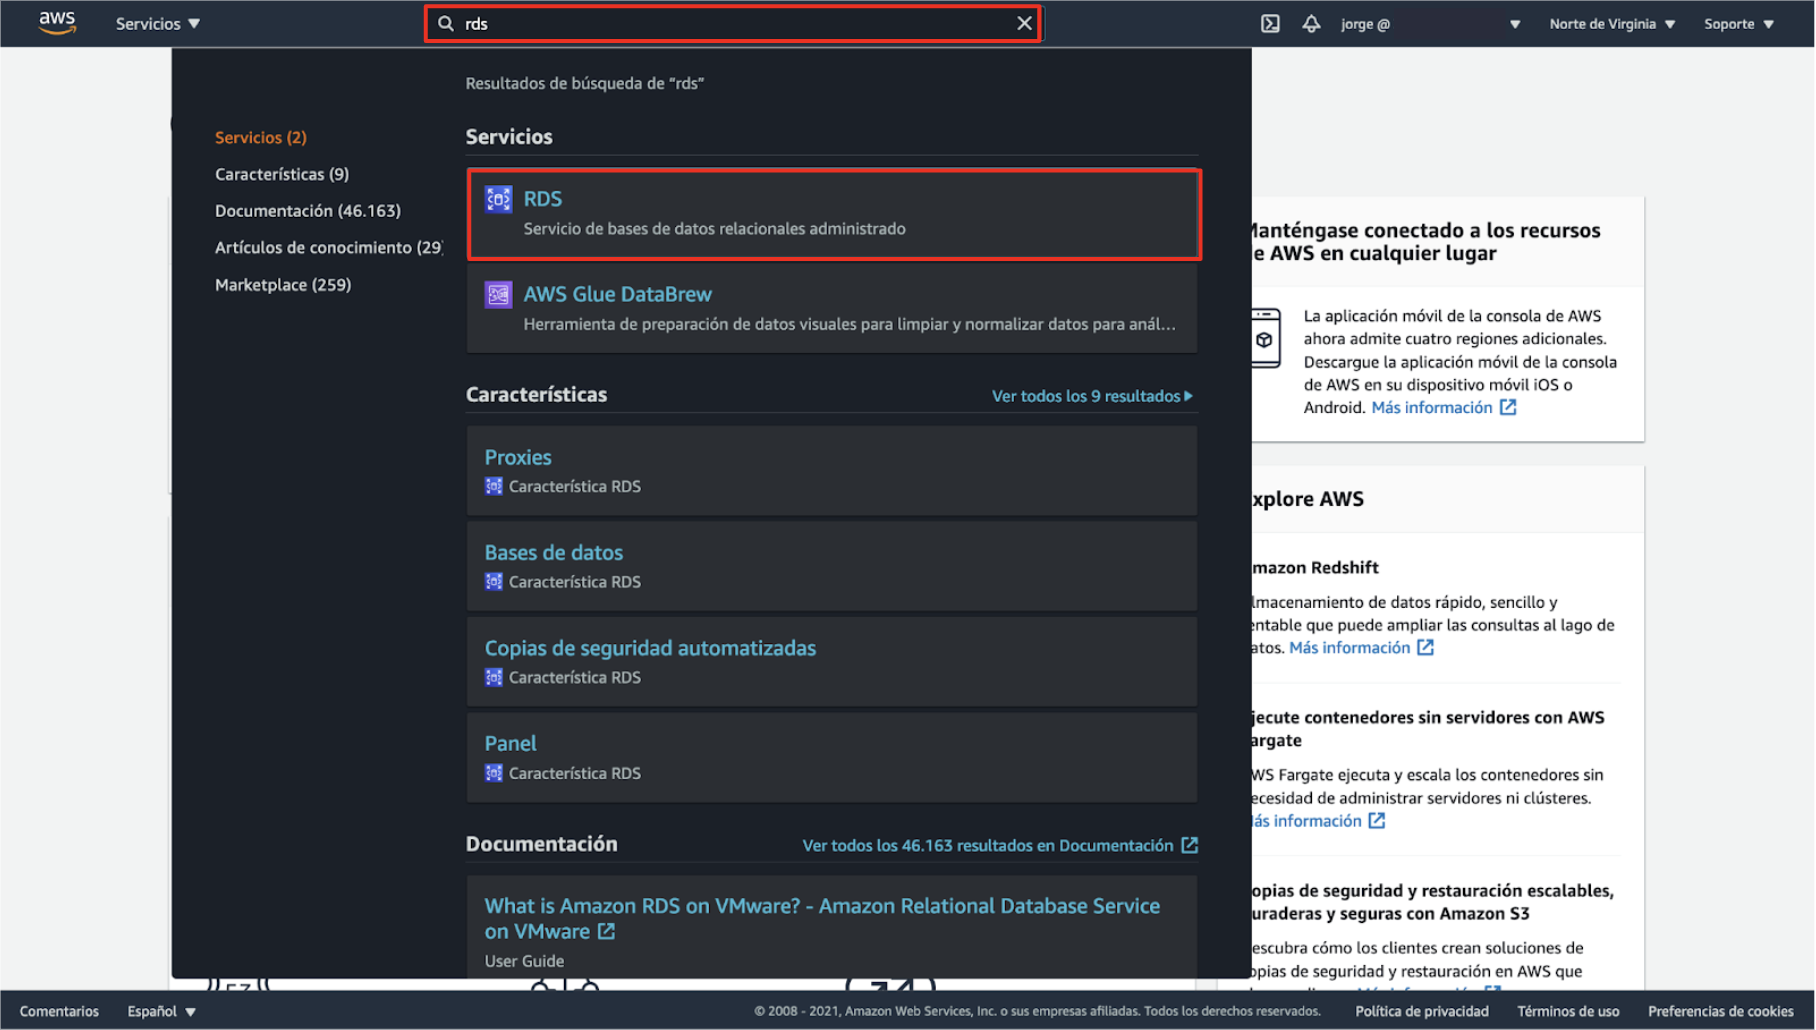 aws
Servicios
rds
jorge @
Norte de Virginia
Soporte
Resultados de búsqueda de “rds”
Servicios (2)
Características (9)
Documentación (46.163)
Artículos de conocimiento (29)
Marketplace (259)
Servicios
RDS
Servicio de bases de datos relacionales administrado
AWS Glue DataBrew
Herramienta de preparación de datos visuales para limpiar y normalizar datos para anál...
Características
Ver todos los 9 resultados
Proxies
Característica RDS
Bases de datos
Característica RDS
Copias de seguridad automatizadas
Característica RDS
Panel
Característica RDS
Documentación
Ver todos los 46.163 resultados en Documentación
What is Amazon RDS on VMware? - Amazon Relational Database Service
on VMware
User Guide
Manténgase conectado a los recursos
de AWS en cualquier lugar
La aplicación móvil de la consola de AWS
ahora admite cuatro regiones adicionales.
Descargue la aplicación móvil de la consola
de AWS en su dispositivo móvil iOS o
Android. Más información
xplore AWS
mazon Redshift
lmacenamiento de datos rápido, sencillo y
entable que puede ampliar las consultas al lago de
atos. Más información
jecute contenedores sin servidores con AWS
argate
WS Fargate ejecuta y escala los contenedores sin
ecesidad de administrar servidores ni clústeres.
ás información
opias de seguridad y restauración escalables,
uraderas y seguras con Amazon S3
escubra cómo los clientes crean soluciones de
opias de seguridad y restauración en AWS que
Comentarios
Español
© 2008 - 2021, Amazon Web Services, Inc. o sus empresas afiliadas. Todos los derechos reservados.
Política de privacidad
Términos de uso
Preferencias de cookies